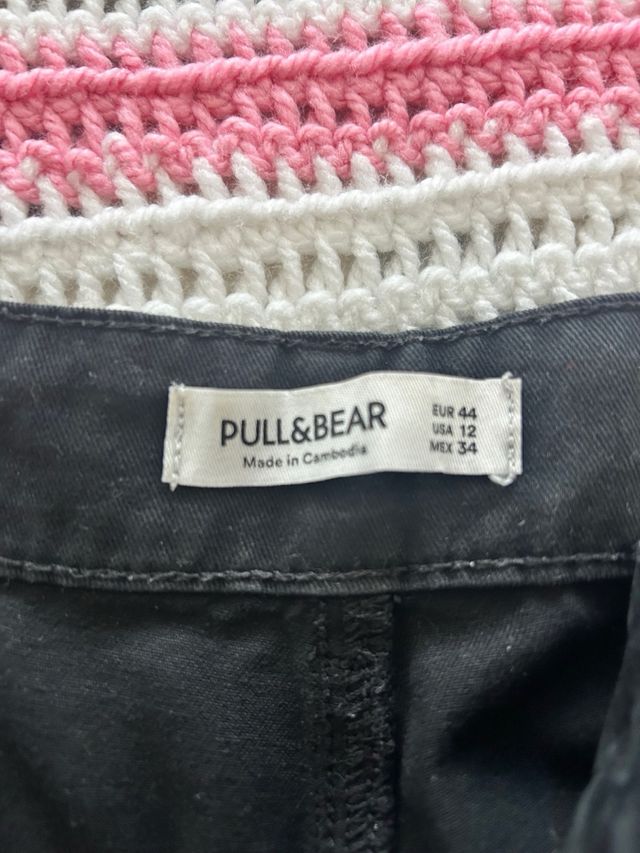 PULL&BEAR
Made in Cambodia
EUR 44
USA 12
MEX 34